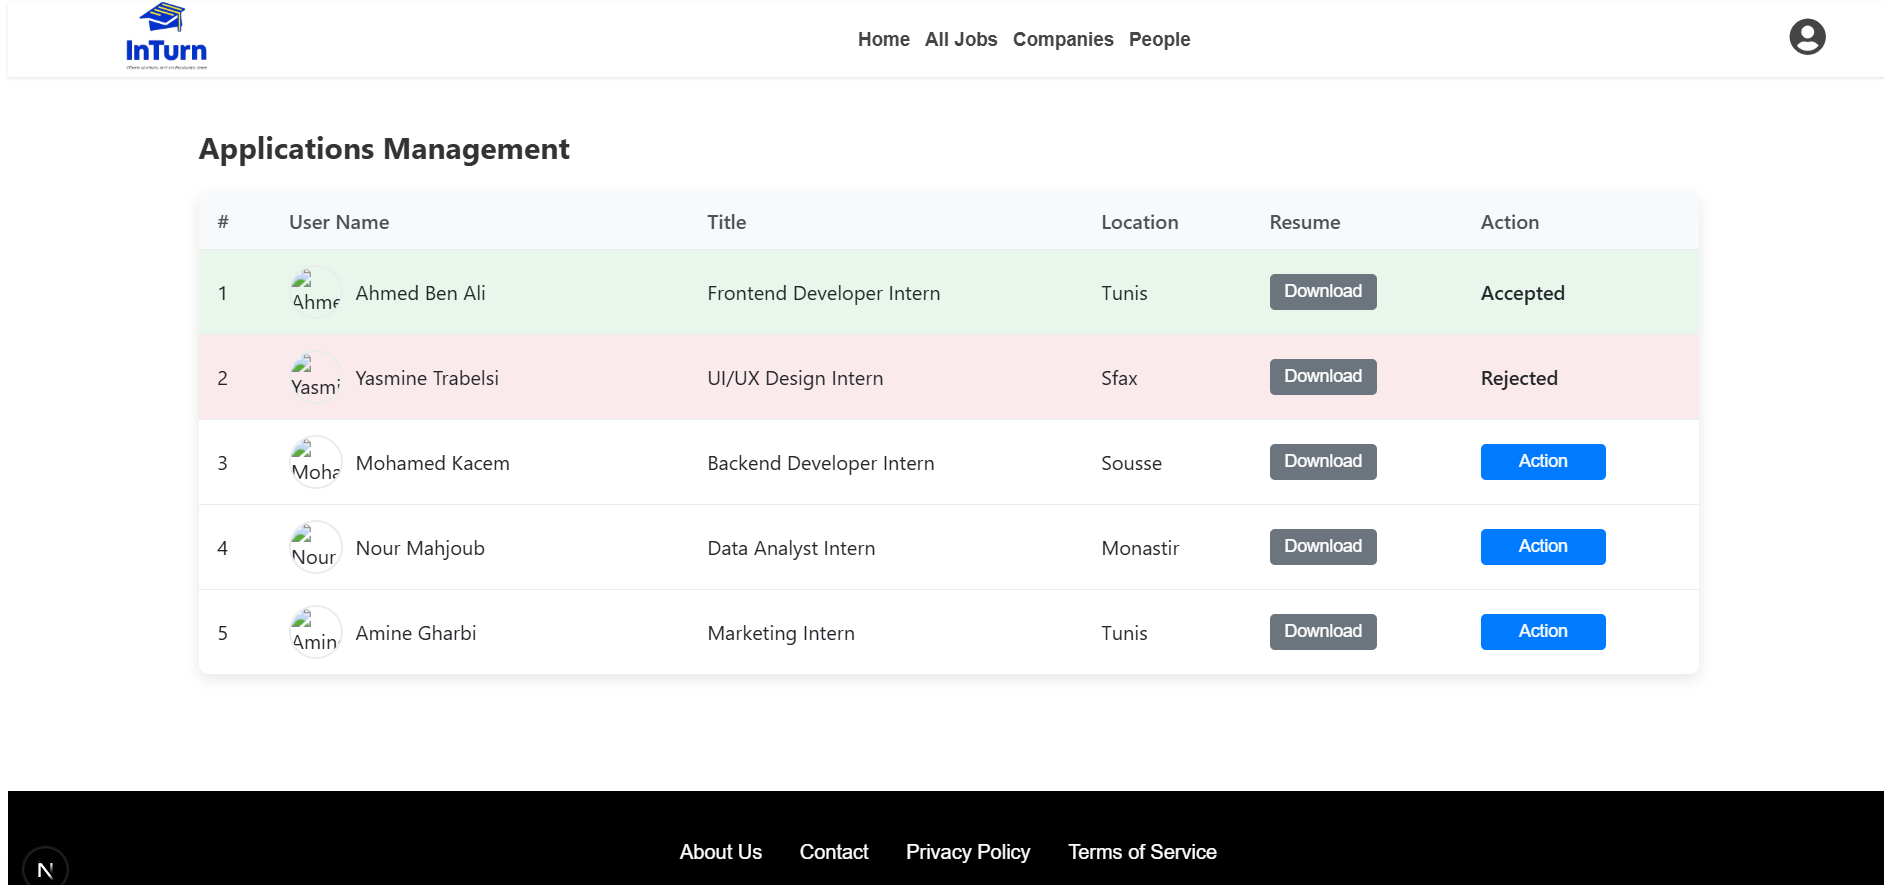 InTurn
Home All Jobs Companies People
Applications Management
# User Name Title Location Resume Action
1 Ahme Ahmed Ben Ali Frontend Developer Intern Tunis Download Accepted
2 Yasmi Yasmine Trabelsi UI/UX Design Intern Sfax Download Rejected
3 Moha Mohamed Kacem Backend Developer Intern Sousse Download Action
4 Nour Nour Mahjoub Data Analyst Intern Monastir Download Action
5 Amin Amine Gharbi Marketing Intern Tunis Download Action
About Us Contact Privacy Policy Terms of Service
N